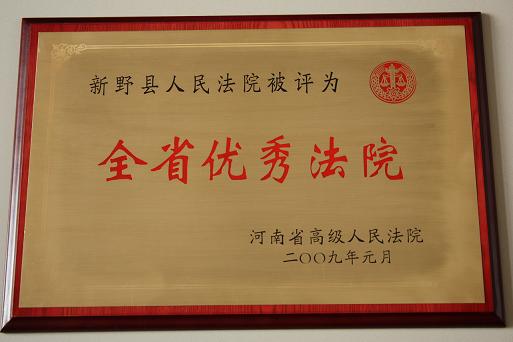 新野县人民法院被评为
全省优秀法院
河南省高级人民法院
二〇〇九年元月